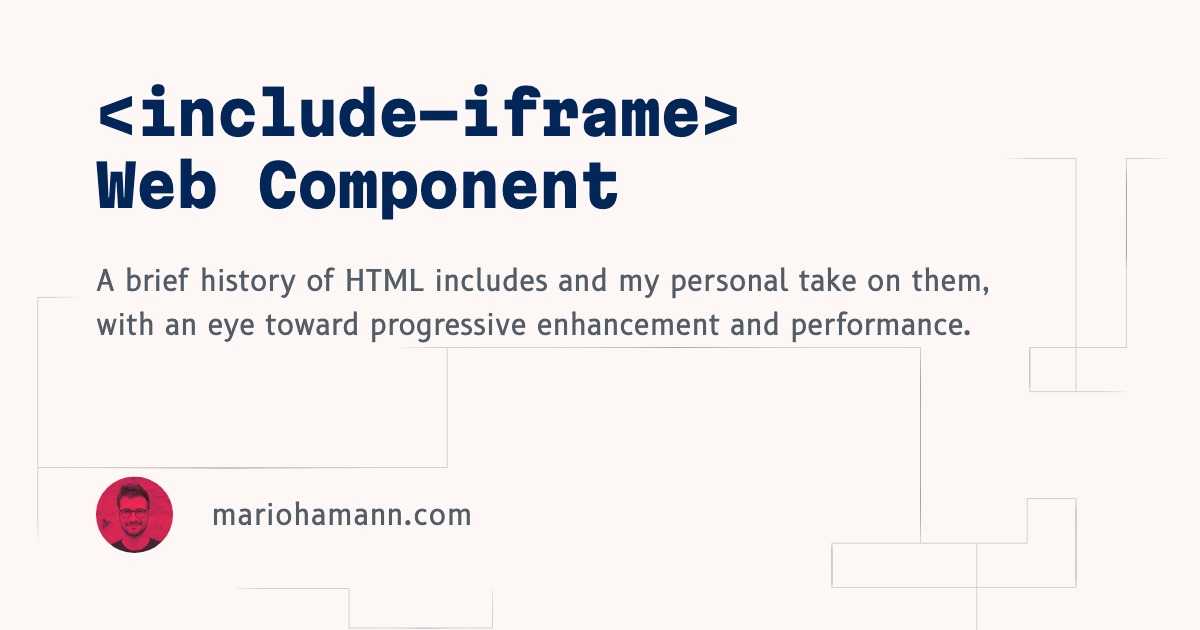 <include-iframe>
Web Component
A brief history of HTML includes and my personal take on them,
with an eye toward progressive enhancement and performance.
mariohamann.com